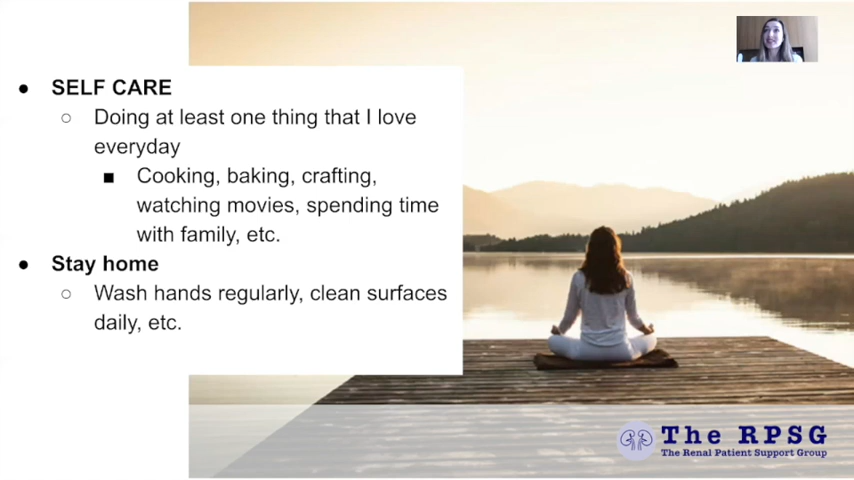 ● SELF CARE
○ Doing at least one thing that I love
everyday
■ Cooking, baking, crafting,
watching movies, spending time
with family, etc.
● Stay home
○ Wash hands regularly, clean surfaces
daily, etc.
The RPSG
The Renal Patient Support Group